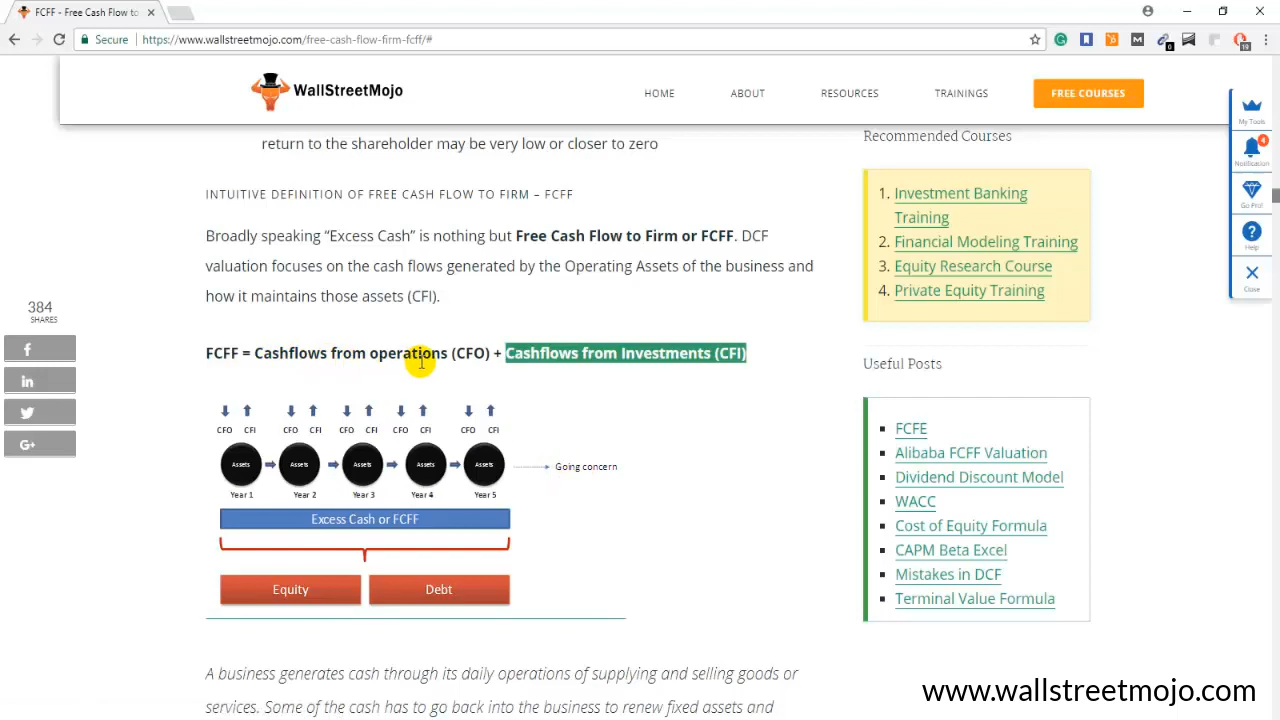 FCFF - Free Cash Flow to
Secure
https://www.wallstreetmojo.com/free-cash-flow-firm-fcff/#
WallStreetMojo
HOME
ABOUT
RESOURCES
TRAININGS
FREE COURSES
return to the shareholder may be very low or closer to zero
INTUITIVE DEFINITION OF FREE CASH FLOW TO FIRM – FCFF
Broadly speaking “Excess Cash” is nothing but Free Cash Flow to Firm or FCFF. DCF
valuation focuses on the cash flows generated by the Operating Assets of the business and
how it maintains those assets (CFI).
FCFF = Cashflows from operations (CFO) + Cashflows from Investments (CFI)
CFO CFI CFO CFI CFO CFI CFO CFI CFO CFI
Assets Assets Assets Assets Assets
Going concern
Year 1 Year 2 Year 3 Year 4 Year 5
Excess Cash or FCFF
Equity
Debt
A business generates cash through its daily operations of supplying and selling goods or
services. Some of the cash has to go back into the business to renew fixed assets and
384
SHARES
f
in
G+
Recommended Courses
1. Investment Banking
Training
2. Financial Modeling Training
3. Equity Research Course
4. Private Equity Training
Useful Posts
FCFE
Alibaba FCFF Valuation
Dividend Discount Model
WACC
Cost of Equity Formula
CAPM Beta Excel
Mistakes in DCF
Terminal Value Formula
My Tools
4
Notification
Go Pro!
?
Help
Close
www.wallstreetmojo.com